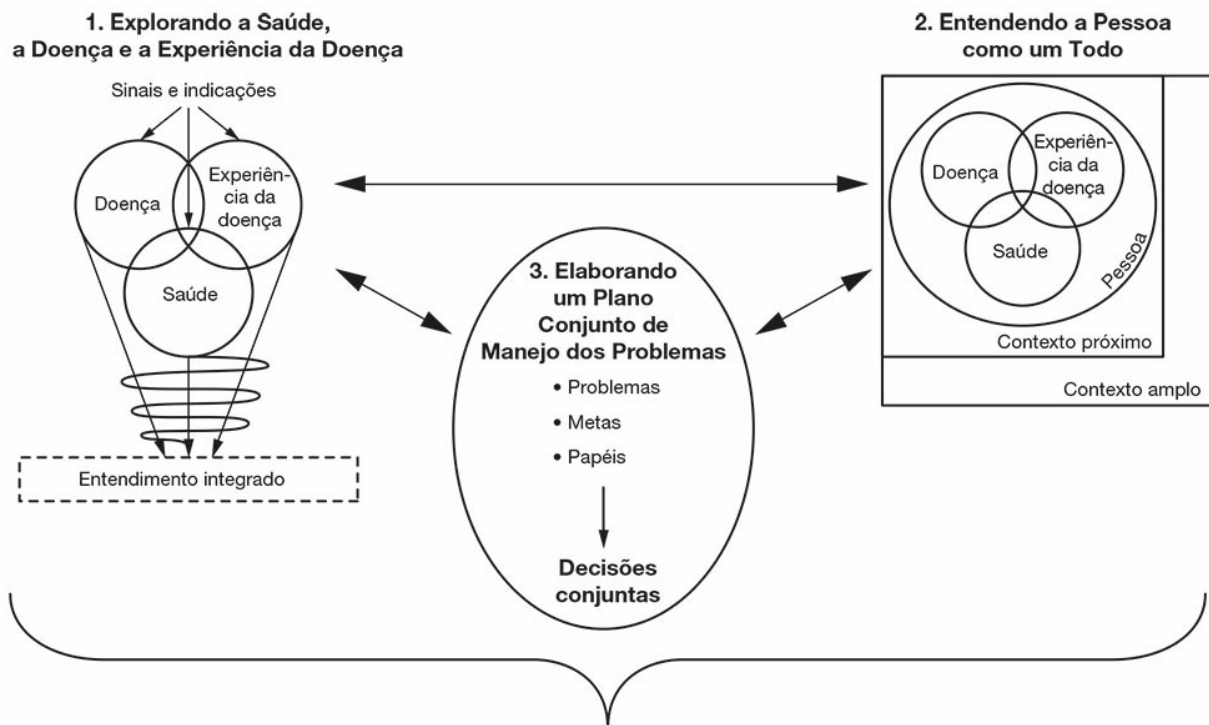 1. Explorando a Saúde,
a Doença e a Experiência da Doença
Sinais e indicações
Doença
Experiên-
cia da
doença
Saúde
Entendimento integrado
2. Entendendo a Pessoa
como um Todo
Doença
Experiên-
cia da
doença
Saúde
Pessoa
Contexto próximo
Contexto amplo
3. Elaborando
um Plano
Conjunto de
Manejo dos Problemas
• Problemas
• Metas
• Papéis
Decisões
conjuntas